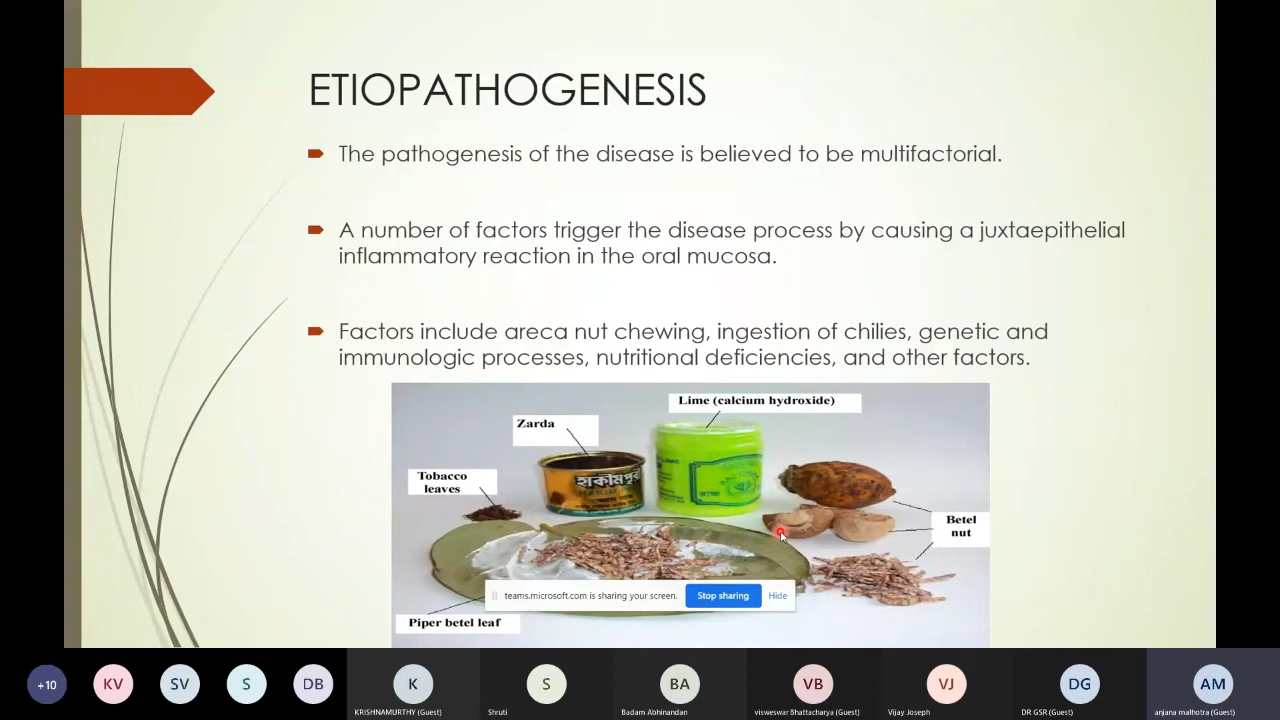 ETIOPATHOGENESIS
The pathogenesis of the disease is believed to be multifactorial.
A number of factors trigger the disease process by causing a juxtaepithelial
inflammatory reaction in the oral mucosa.
Factors include areca nut chewing, ingestion of chilies, genetic and
immunologic processes, nutritional deficiencies, and other factors.
Lime (calcium hydroxide)
Zarda
Tobacco
leaves
হাকীমপুরী
Betel
nut
teams.microsoft.com is sharing your screen.
Stop sharing
Hide
Piper betel leaf
+10
KV
SV
S
DB
K
S
BA
VB
VJ
DG
AM
KRISHNAMURTHY (Guest)
Shruti
Badam Abhinandan
visweswar Bhattacharya (Guest)
Vijay Joseph
DR GSR (Guest)
anjana malhotra (Guest)